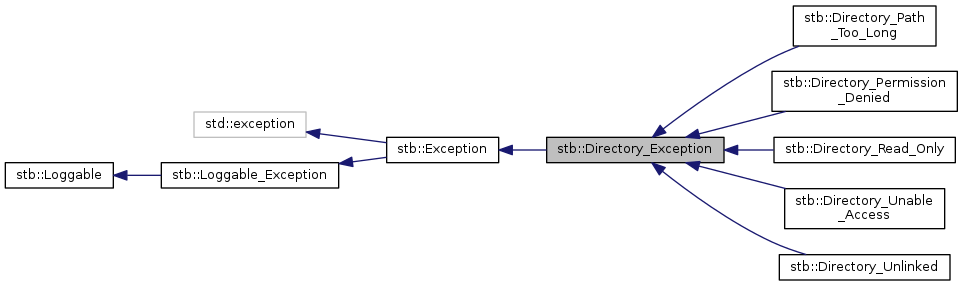 stb::Directory_Path
_Too_Long
stb::Directory_Permission
_Denied
std::exception
stb::Exception
stb::Directory_Exception
stb::Directory_Read_Only
stb::Loggable
stb::Loggable_Exception
stb::Directory_Unable
_Access
stb::Directory_Unlinked